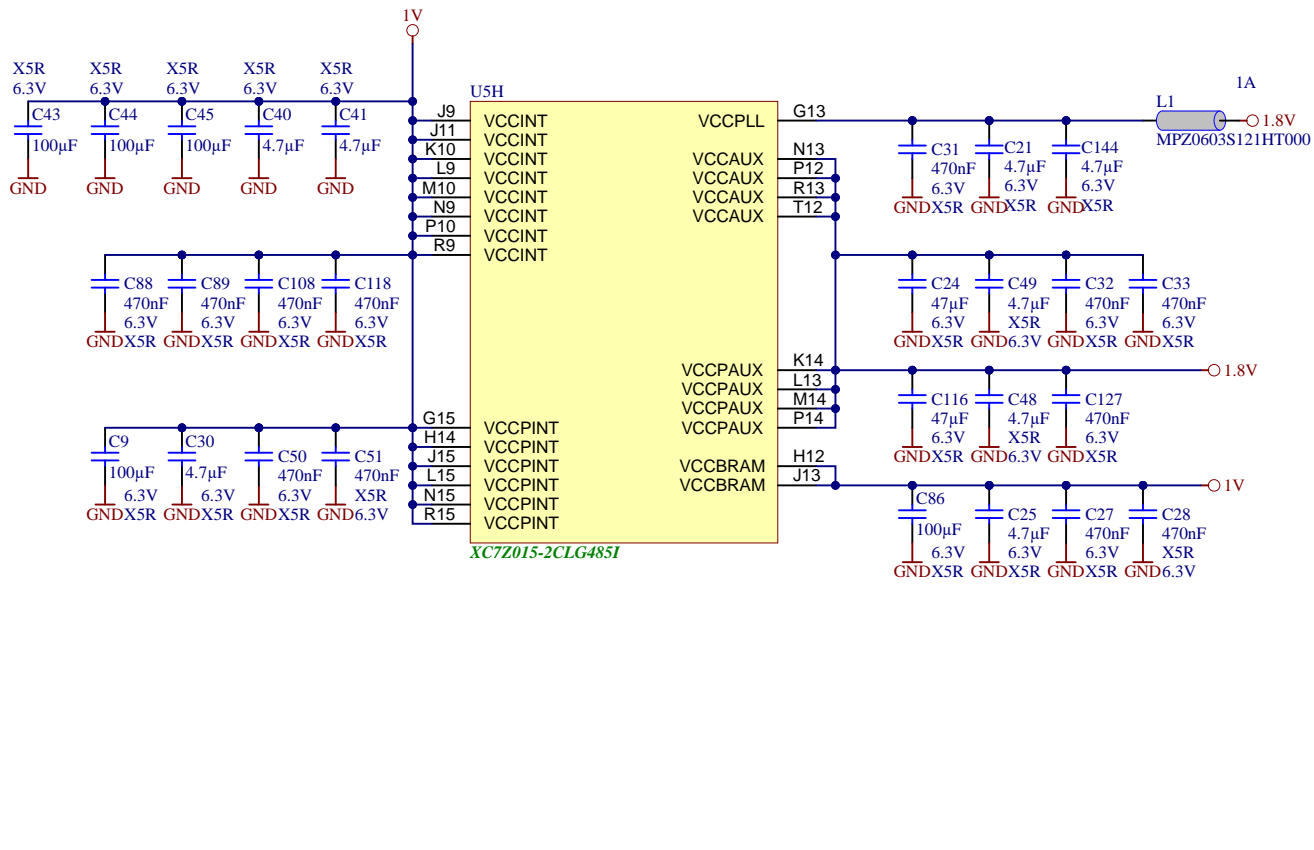 1V
X5R X5R X5R X5R X5R
6.3V 6.3V 6.3V 6.3V 6.3V
C43 C44 C45 C40 C41
100µF 100µF 100µF 4.7µF 4.7µF
GND GND GND GND GND
C88 C89 C108 C118
470nF 470nF 470nF 470nF
6.3V 6.3V 6.3V 6.3V
GND X5R GND X5R GND X5R GND X5R
C9 C30 C50 C51
100µF 4.7µF 470nF 470nF
6.3V 6.3V 6.3V X5R
GND X5R GND X5R GND X5R GND 6.3V
U5H
J9 VCCINT
J11 VCCINT
K10 VCCINT
L9 VCCINT
M10 VCCINT
N9 VCCINT
P10 VCCINT
R9 VCCINT
G15 VCCPINT
H14 VCCPINT
J15 VCCPINT
L15 VCCPINT
N15 VCCPINT
R15 VCCPINT
VCCPLL G13
VCCAUX N13
VCCAUX P12
VCCAUX R13
VCCAUX T12
VCCPAUX K14
VCCPAUX L13
VCCPAUX M14
VCCPAUX P14
VCCBRAM H12
VCCBRAM J13
XC7Z015-2CLG485I
1A
L1
1.8V
MPZ0603S121HT000
C31 C21 C144
470nF 4.7µF 4.7µF
6.3V 6.3V 6.3V
GND X5R GND X5R GND X5R
C24 C49 C32 C33
47µF 4.7µF 470nF 470nF
6.3V X5R 6.3V 6.3V
GND X5R GND 6.3V GND X5R GND X5R
1.8V
C116 C48 C127
47µF 4.7µF 470nF
6.3V X5R 6.3V
GND X5R GND 6.3V GND X5R
1V
C86 C25 C27 C28
100µF 4.7µF 470nF 470nF
6.3V 6.3V 6.3V X5R
GND X5R GND X5R GND X5R GND 6.3V